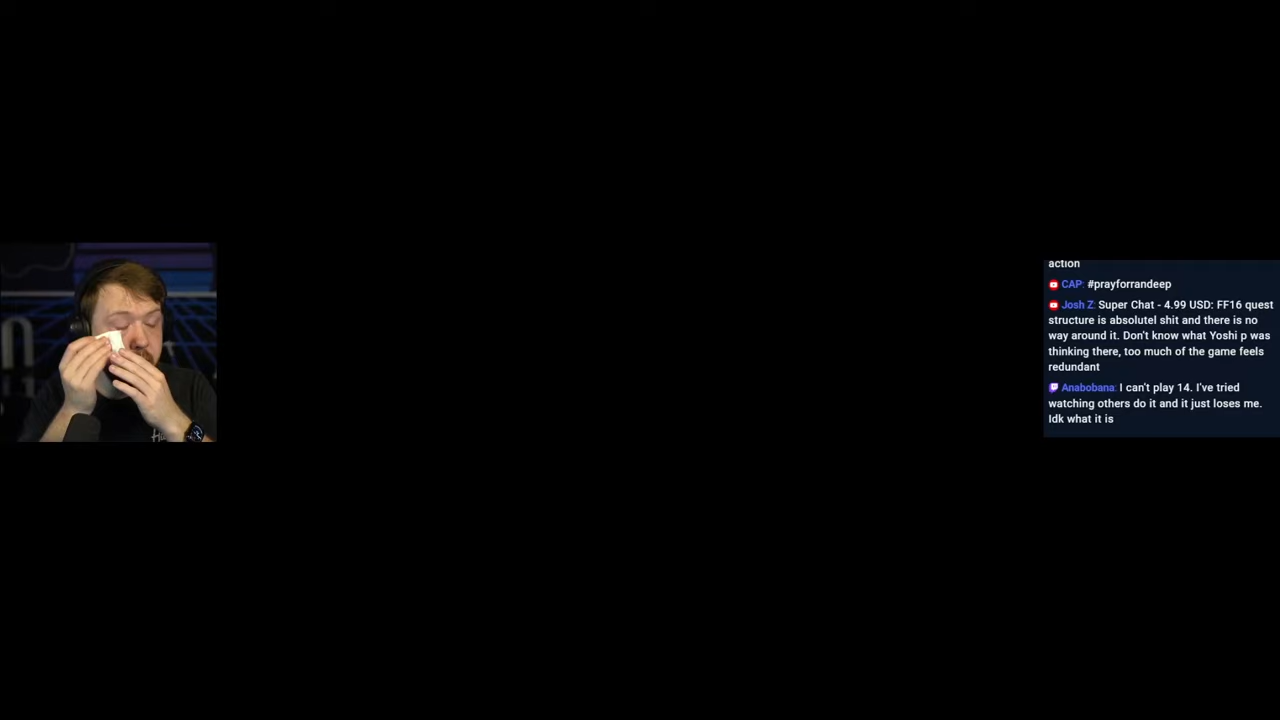 action
CAP: #prayforrandeep
Josh Z: Super Chat - 4.99 USD: FF16 quest
structure is absolutel shit and there is no
way around it. Don't know what Yoshi p was
thinking there, too much of the game feels
redundant
Anabobana: I can't play 14. I've tried
watching others do it and it just loses me.
Idk what it is